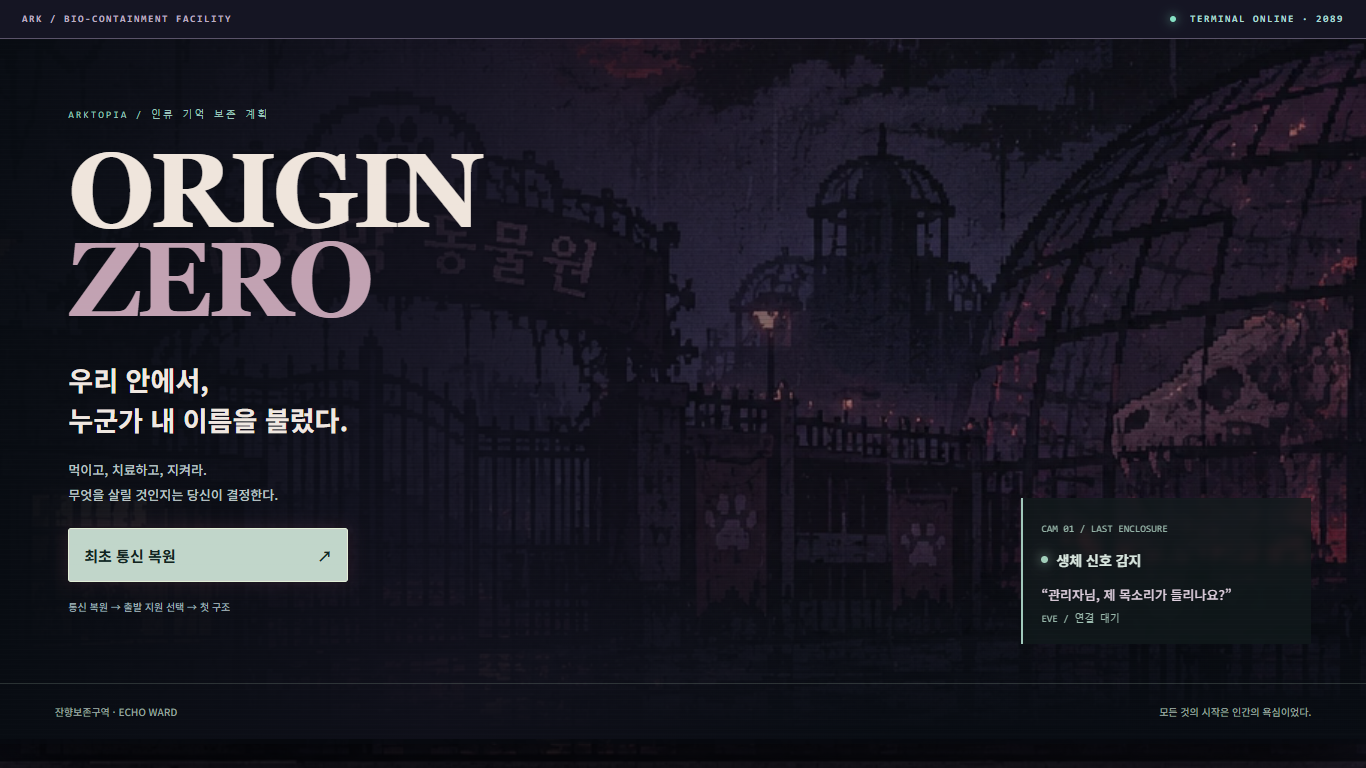 ARK / BIO-CONTAINMENT FACILITY
TERMINAL ONLINE · 2089
ARKTOPIA / 인류 기억 보존 계획
ORIGIN
ZERO
동물원
우리 안에서,
누군가 내 이름을 불렀다.
먹이고, 치료하고, 지켜라.
무엇을 살릴 것인지는 당신이 결정한다.
최초 통신 복원 ↗
통신 복원 → 출발 지원 선택 → 첫 구조
CAM 01 / LAST ENCLOSURE
생체 신호 감지
“관리자님, 제 목소리가 들리나요?”
EVE / 연결 대기
잔향보존구역 · ECHO WARD
모든 것의 시작은 인간의 욕심이었다.